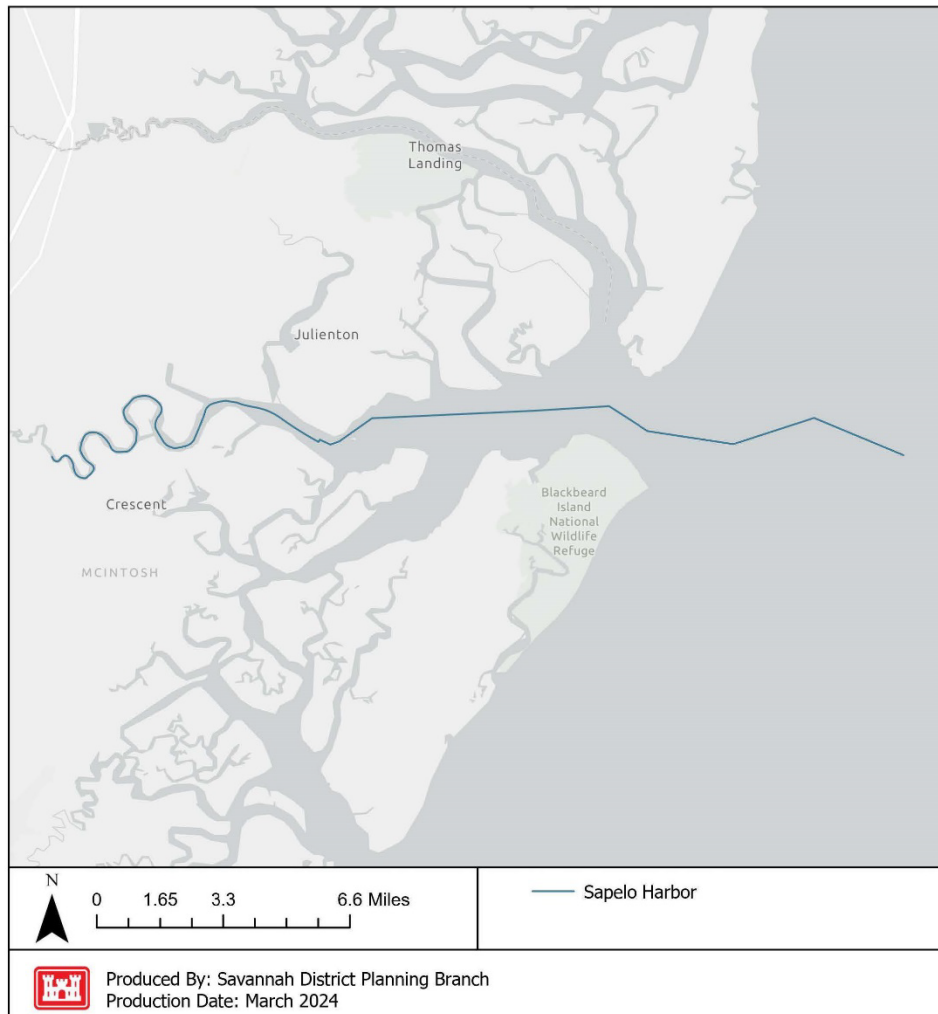 Thomas
Landing
Julienton
Crescent
Blackbeard
Island
National
Wildlife
Refuge
MCINTOSH
N
0 1.65 3.3 6.6 Miles
Sapelo Harbor
Produced By: Savannah District Planning Branch
Production Date: March 2024